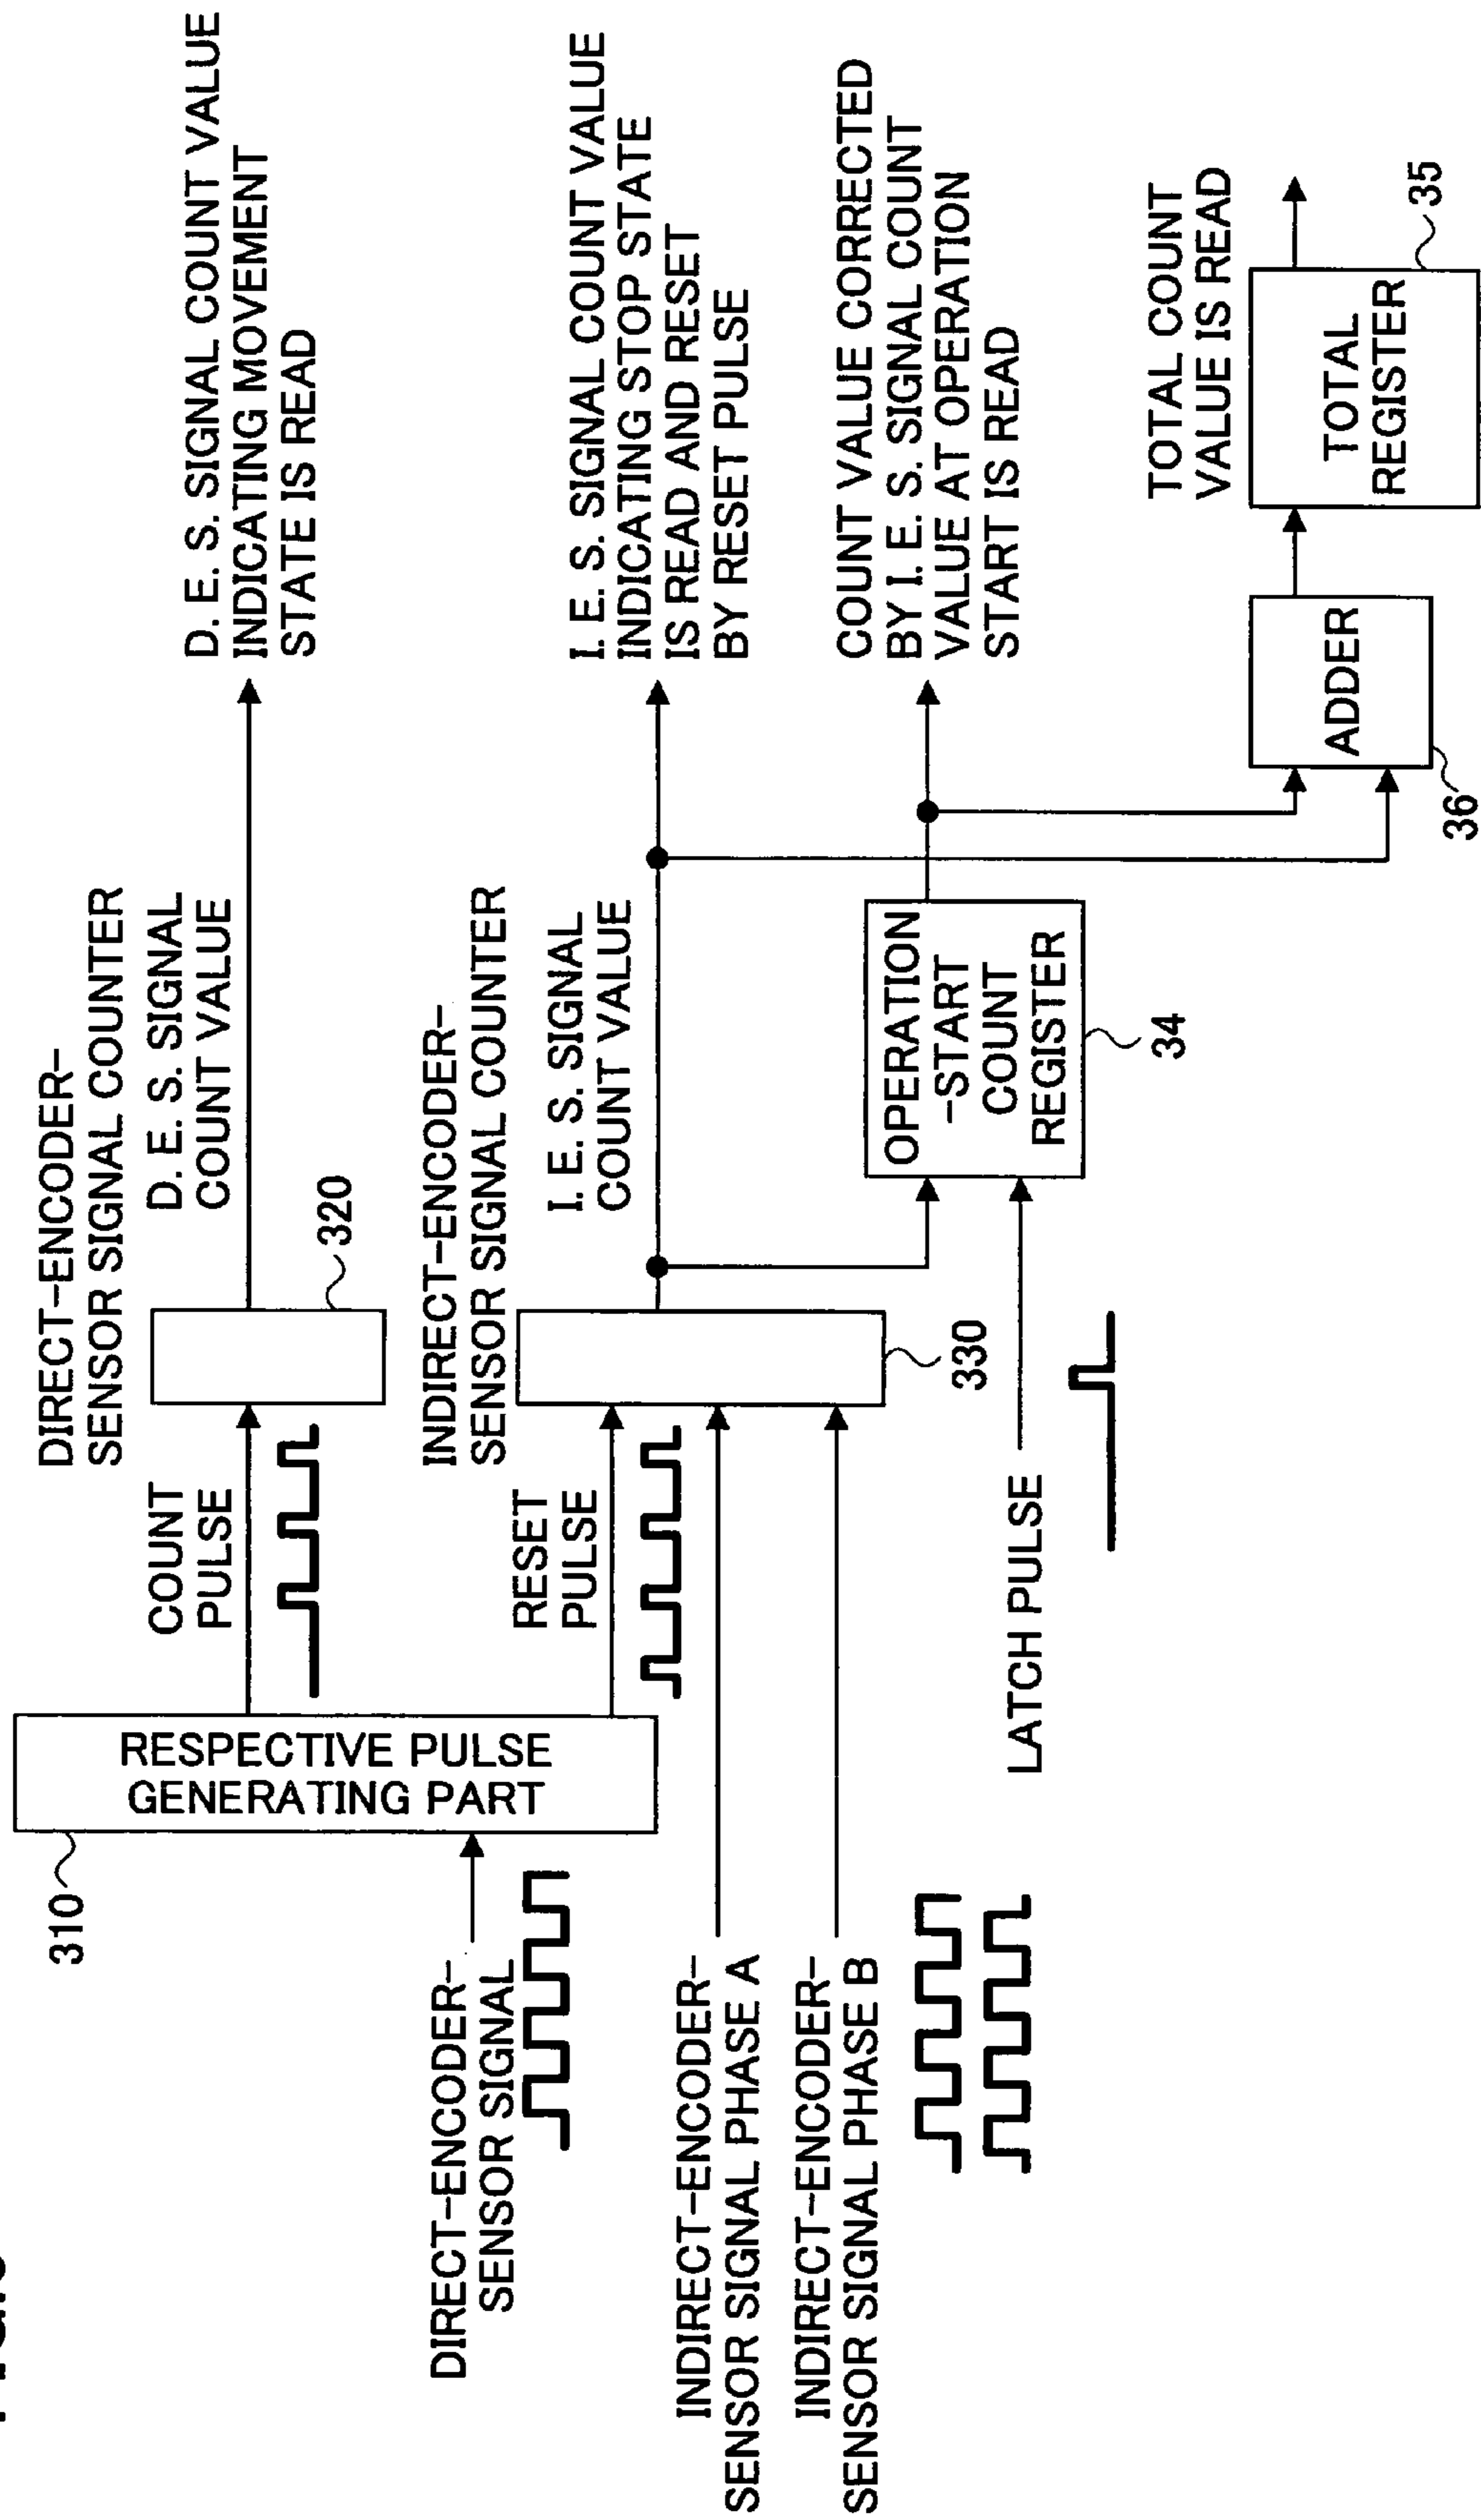 310
RESPECTIVE PULSE
GENERATING PART
DIRECT-ENCODER-
SENSOR SIGNAL
INDIRECT-ENCODER-
SENSOR SIGNAL PHASE A
INDIRECT-ENCODER-
SENSOR SIGNAL PHASE B
COUNT
PULSE
RESET
PULSE
LATCH PULSE
DIRECT-ENCODER-
SENSOR SIGNAL COUNTER
D. E. S. SIGNAL
COUNT VALUE
320
INDIRECT-ENCODER-
SENSOR SIGNAL COUNTER
I. E. S. SIGNAL
COUNT VALUE
330
OPERATION
-START
COUNT
REGISTER
34
D. E. S. SIGNAL COUNT VALUE
INDICATING MOVEMENT
STATE IS READ
I. E. S. SIGNAL COUNT VALUE
INDICATING STOP STATE
IS READ AND RESET
BY RESET PULSE
COUNT VALUE CORRECTED
BY I. E. S. SIGNAL COUNT
VALUE AT OPERATION
START IS READ
ADDER
36
TOTAL COUNT
VALUE IS READ
TOTAL
REGISTER
35